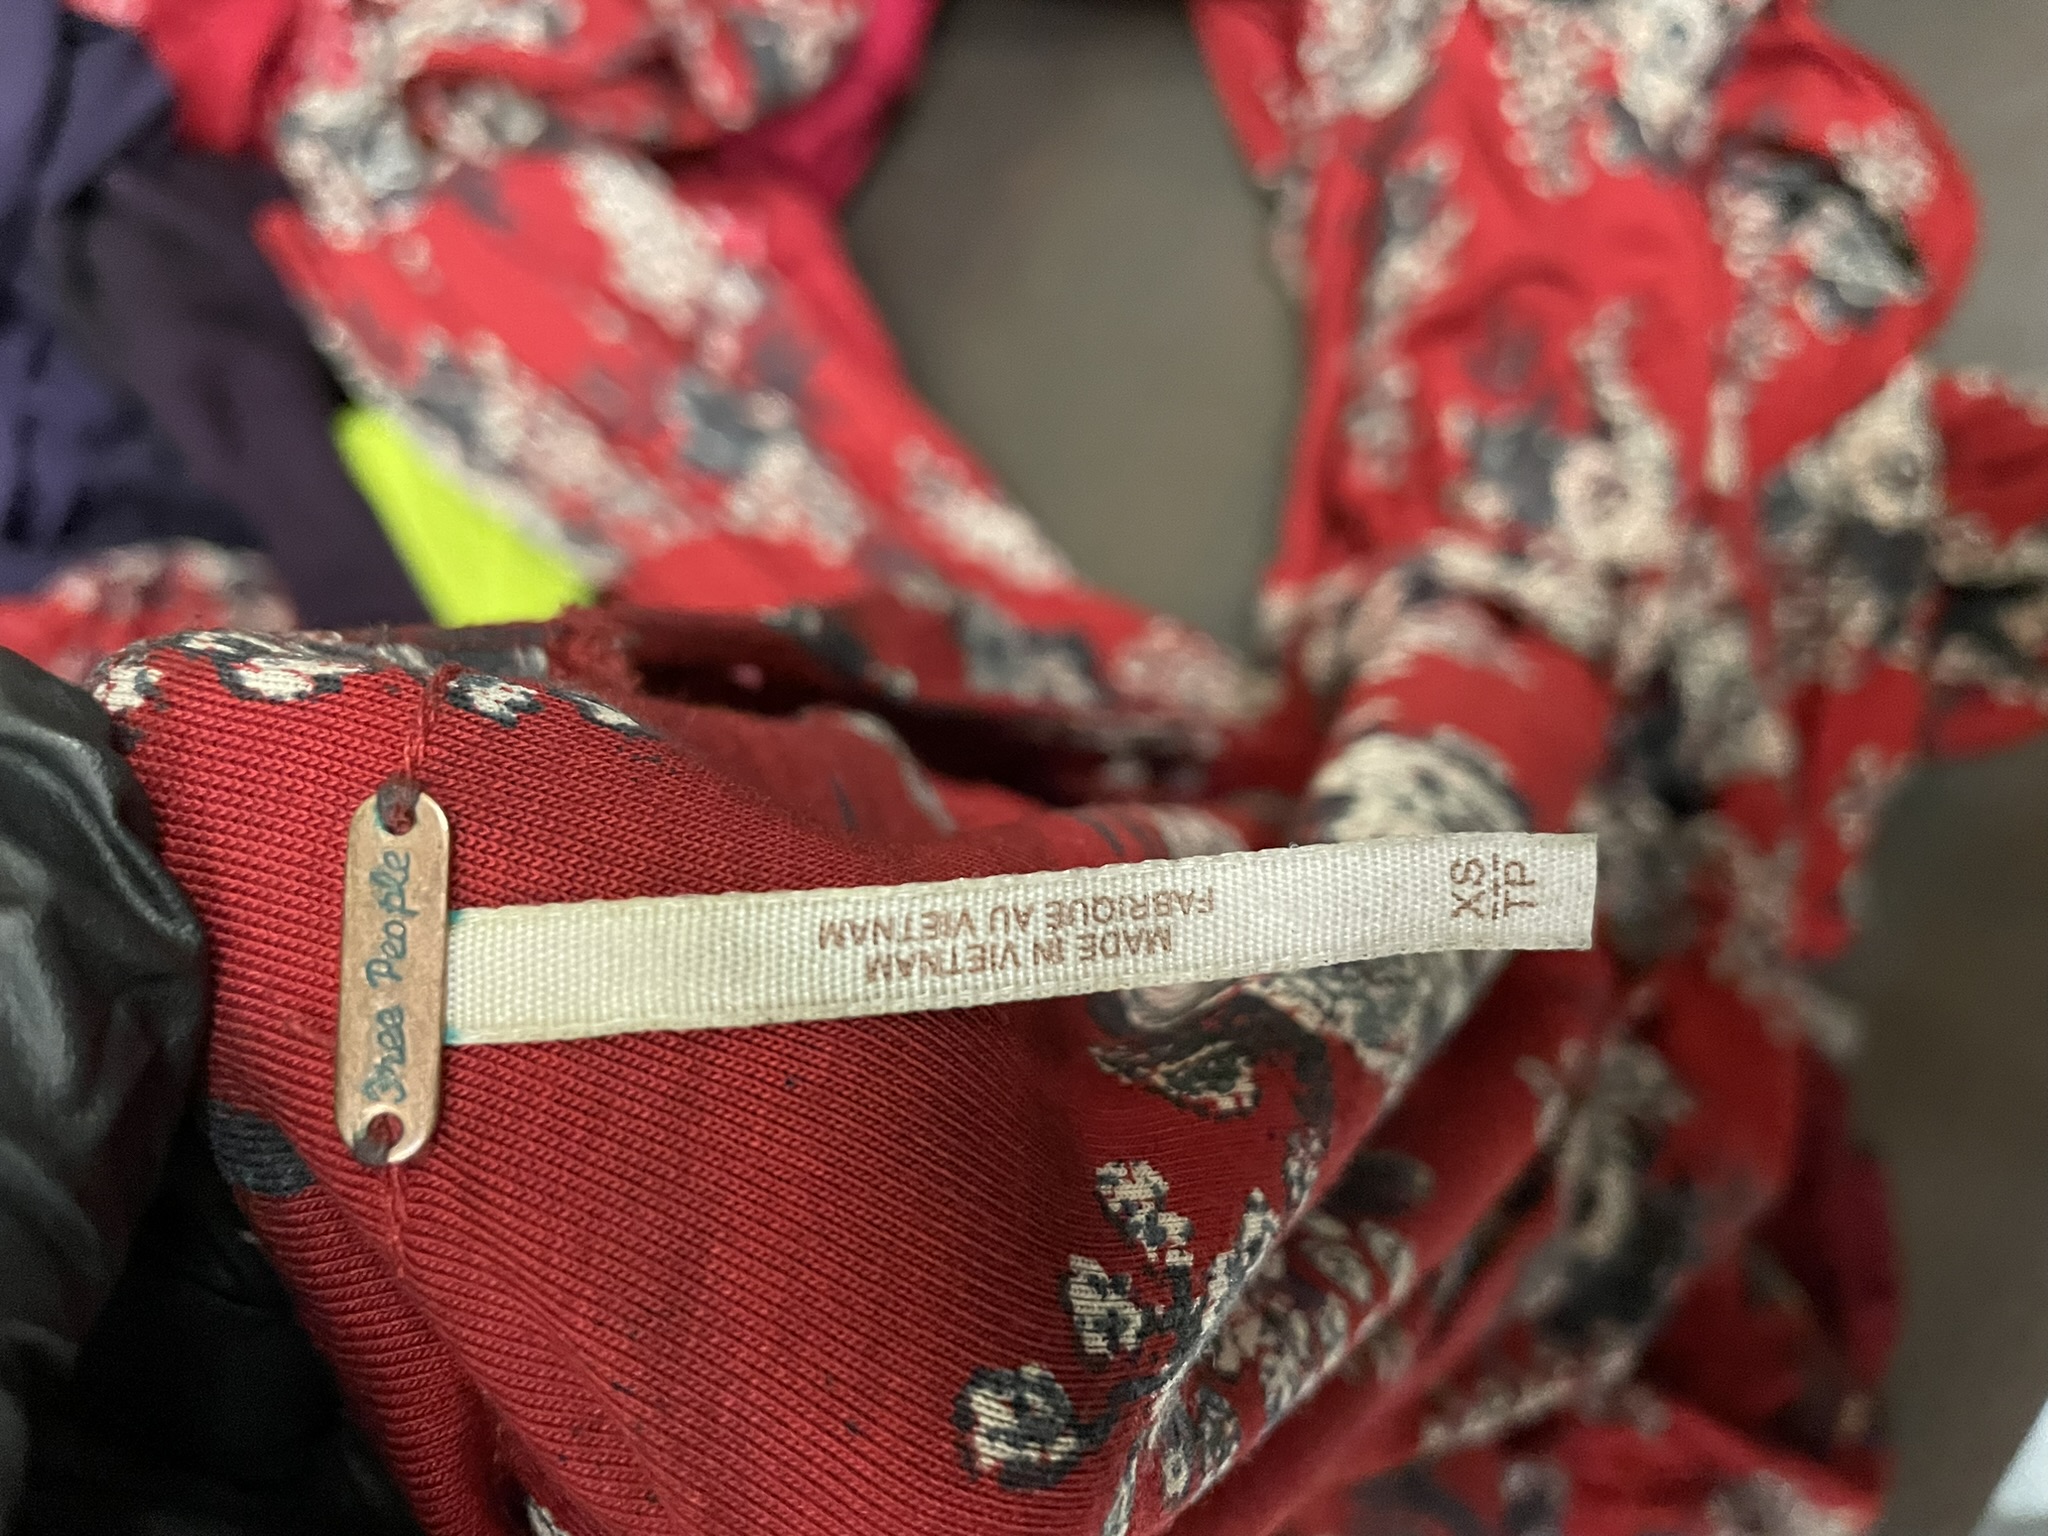 Free People
XS
TP
MADE IN VIETNAM
FABRIQUÉ AU VIETNAM